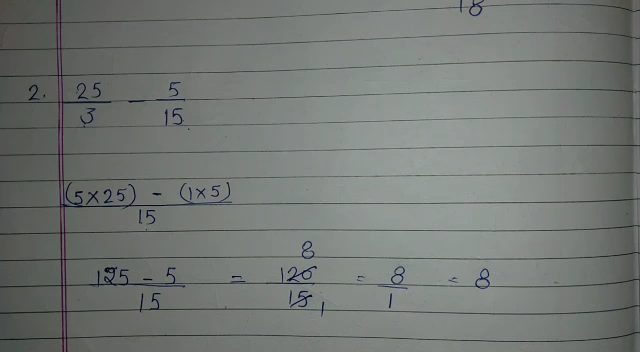 18
2. 25/3 - 5/15
(5×25) - (1×5)/15
125 - 5/15 = 8 120/15 1 = 8/1 = 8